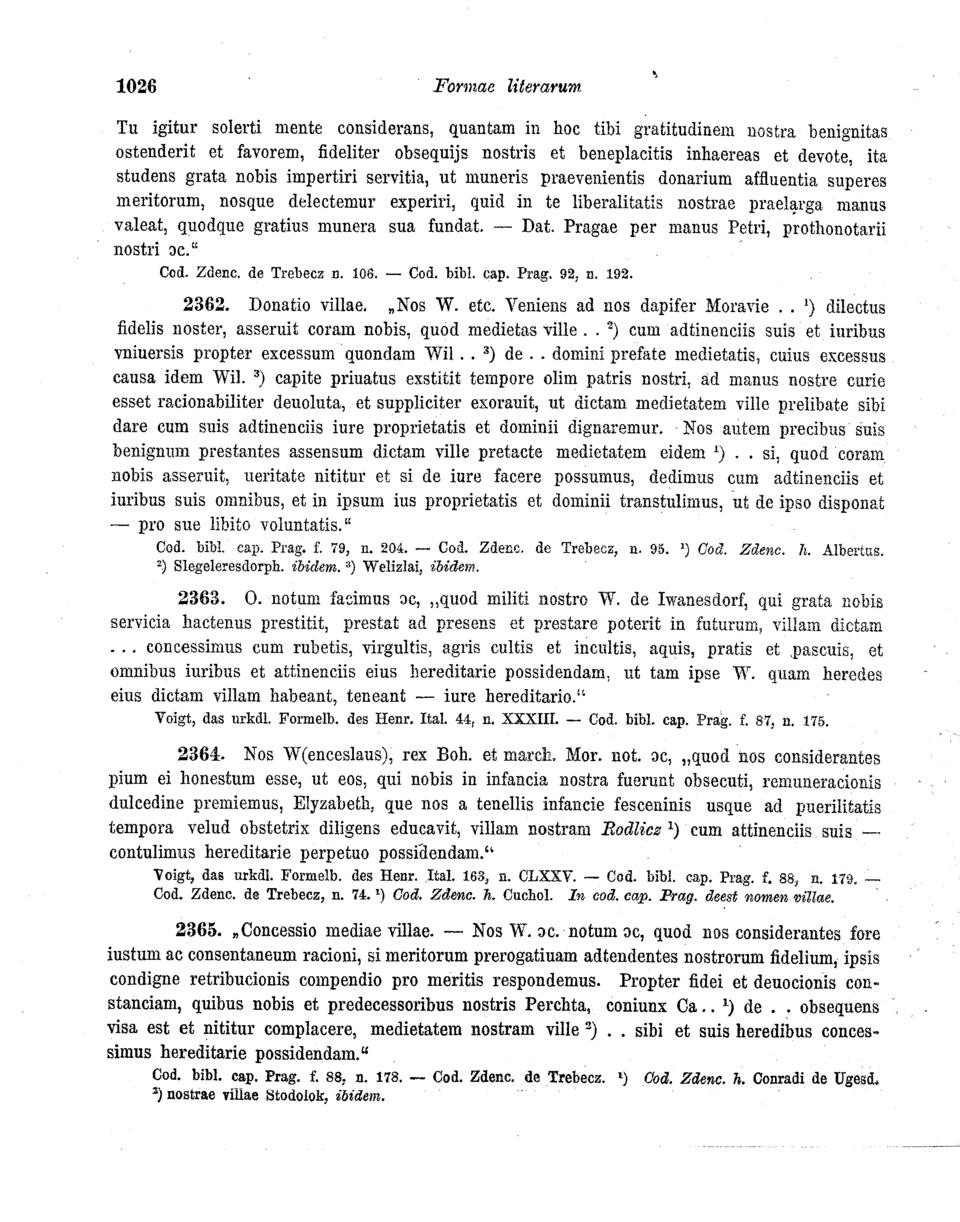 1026 Formae literarum
Tu igitur solerti mente considerans, quantam in hoc tibi gratitudinem nostra benignitas
ostenderit et favorem, fideliter obsequijs nostris et beneplacitis inhaereas et devote, ita
studens grata nobis impertiri servitia, ut muneris praevenientis donarium affluentia superes
meritorum, nosque delectemur experiri, quid in te liberalitatis nostrae praelarga manus
valeat, quodque gratius munera sua fundat. — Dat. Pragae per manus Petri, prothonotarii
nostri ɔc.“
Cod. Zdenc. de Trebecz n. 106. — Cod. bibl. cap. Prag. 92, n. 192.
2362. Donatio villae. „Nos W. etc. Veniens ad nos dapifer Moravie . . ¹) dilectus
fidelis noster, asseruit coram nobis, quod medietas ville . . ²) cum adtinenciis suis et iuribus
vniuersis propter excessum quondam Wil . . ³) de . . domini prefate medietatis, cuius excessus
causa idem Wil. ³) capite priuatus exstitit tempore olim patris nostri, ad manus nostre curie
esset racionabiliter deuoluta, et suppliciter exorauit, ut dictam medietatem ville prelibate sibi
dare cum suis adtinenciis iure proprietatis et dominii dignaremur. Nos autem precibus suis
benignum prestantes assensum dictam ville pretacte medietatem eidem ¹) . . si, quod coram
nobis asseruit, ueritate nititur et si de iure facere possumus, dedimus cum adtinenciis et
iuribus suis omnibus, et in ipsum ius proprietatis et dominii transtulimus, ut de ipso disponat
— pro sue libito voluntatis.“
Cod. bibl. cap. Prag. f. 79, n. 204. — Cod. Zdenc. de Trebecz, n. 95. ¹) Cod. Zdenc. h. Albertus.
²) Slegeleresdorph. ibidem. ³) Welizlai, ibidem.
2363. O. notum facimus ɔc, „quod militi nostro W. de Iwanesdorf, qui grata nobis
servicia hactenus prestitit, prestat ad presens et prestare poterit in futurum, villam dictam
. . . concessimus cum rubetis, virgultis, agris cultis et incultis, aquis, pratis et pascuis, et
omnibus iuribus et attinenciis eius hereditarie possidendam, ut tam ipse W. quam heredes
eius dictam villam habeant, teneant — iure hereditario.“
Voigt, das urkdl. Formelb. des Henr. Ital. 44, n. XXXIII. — Cod. bibl. cap. Prag. f. 87, n. 175.
2364. Nos W(enceslaus), rex Boh. et march. Mor. not. ɔc, „quod nos considerantes
pium ei honestum esse, ut eos, qui nobis in infancia nostra fuerunt obsecuti, remuneracionis
dulcedine premiemus, Elyzabeth, que nos a tenellis infancie fesceninis usque ad puerilitatis
tempora velud obstetrix diligens educavit, villam nostram Rodlicz ¹) cum attinenciis suis —
contulimus hereditarie perpetuo possidendam.“
Voigt, das urkdl. Formelb. des Henr. Ital. 163, n. CLXXV. — Cod. bibl. cap. Prag. f. 88, n. 179. —
Cod. Zdenc. de Trebecz, n. 74. ¹) Cod. Zdenc. h. Cuchol. In cod. cap. Prag. deest nomen villae.
2365. „Concessio mediae villae. — Nos W. ɔc. notum ɔc, quod nos considerantes fore
iustum ac consentaneum racioni, si meritorum prerogatiuam adtendentes nostrorum fidelium, ipsis
condigne retribucionis compendio pro meritis respondemus. Propter fidei et deuocionis con-
stanciam, quibus nobis et predecessoribus nostris Perchta, coniunx Ca . . ¹) de . . obsequens
visa est et nititur complacere, medietatem nostram ville ²) . . sibi et suis heredibus conces-
simus hereditarie possidendam.“
Cod. bibl. cap. Prag. f. 88, n. 178. — Cod. Zdenc. de Trebecz. ¹) Cod. Zdenc. h. Conradi de Ugesd.
²) nostrae villae Stodolok, ibidem.